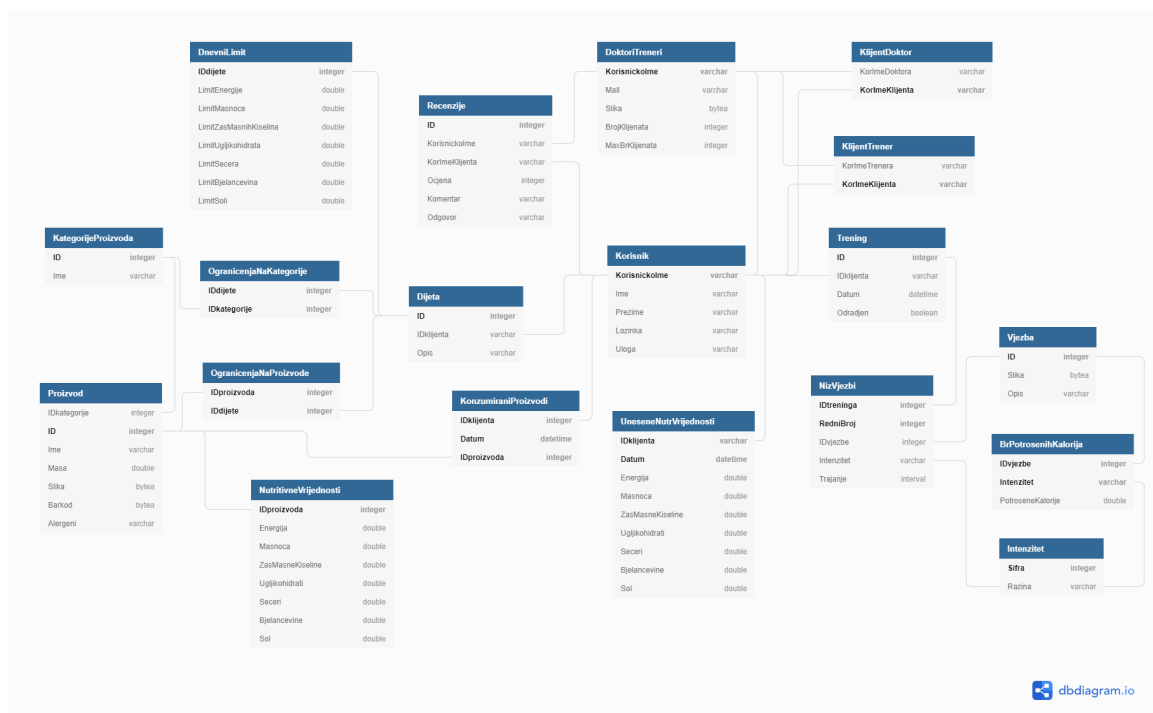 DnevniLimit
IDdijete integer
LimitEnergije double
LimitMasnoce double
LimitZasMasnihKiselina double
LimitUgljikohidrata double
LimitSecera double
LimitBjelancevina double
LimitSoli double
Recenzije
ID integer
KorisnickoIme varchar
KorImeKlijenta varchar
Ocjena integer
Komentar varchar
Odgovor varchar
DoktoriTreneri
KorisnickoIme varchar
Mail varchar
Slika bytea
BrojKlijenata integer
MaxBrKlijenata integer
KlijentDoktor
KorImeDoktora varchar
KorImeKlijenta varchar
KlijentTrener
KorImeTrenera varchar
KorImeKlijenta varchar
KategorijeProizvoda
ID integer
Ime varchar
OgranicenjaNaKategorije
IDdijete integer
IDkategorije integer
Dijeta
ID integer
IDklijenta varchar
Opis varchar
Korisnik
KorisnickoIme varchar
Ime varchar
Prezime varchar
Lozinka varchar
Uloga varchar
Trening
ID integer
IDklijenta varchar
Datum datetime
Odradjen boolean
Vjezba
ID integer
Slika bytea
Opis varchar
OgranicenjaNaProizvode
IDproizvoda integer
IDdijete integer
Proizvod
IDkategorije integer
ID integer
Ime varchar
Masa double
Slika bytea
Barkod bytea
Alergeni varchar
KonzumiraniProizvodi
IDklijenta integer
Datum datetime
IDproizvoda integer
UneseneNutrVrijednosti
IDklijenta varchar
Datum datetime
Energija double
Masnoca double
ZasMasneKiseline double
Ugljikohidrati double
Seceri double
Bjelancevine double
Sol double
NizVjezbi
IDtreninga integer
RedniBroj integer
IDvjezbe integer
Intenzitet varchar
Trajanje interval
BrPotrosenihKalorija
IDvjezbe integer
Intenzitet varchar
PotroseneKalorije double
NutritivneVrijednosti
IDproizvoda integer
Energija double
Masnoca double
ZasMasneKiseline double
Ugljikohidrati double
Seceri double
Bjelancevine double
Sol double
Intenzitet
Sifra integer
Razina varchar
dbdiagram.io